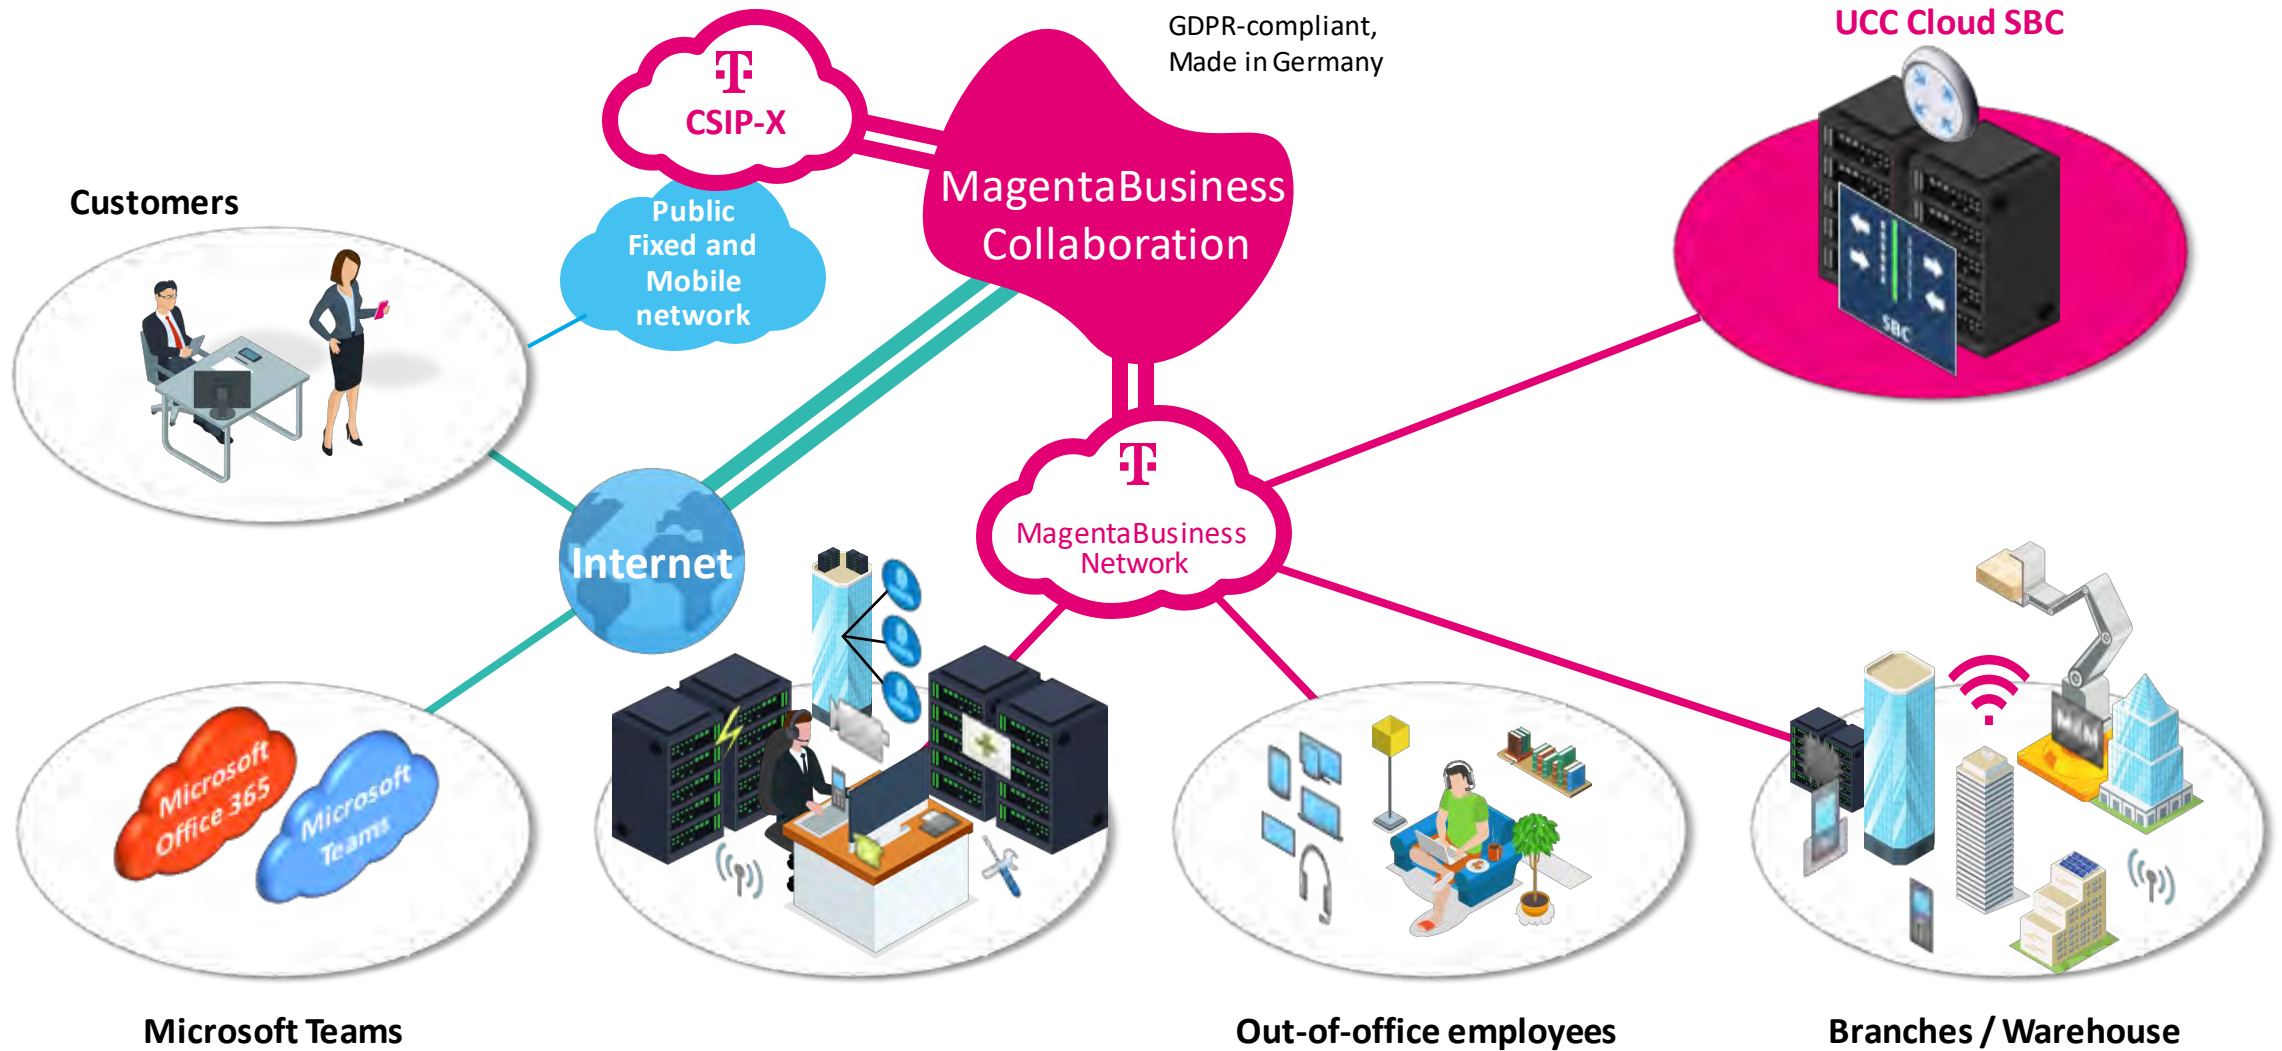 GDPR-compliant,
Made in Germany
UCC Cloud SBC
T
CSIP-X
MagentaBusiness
Collaboration
Customers
Public
Fixed and
Mobile
network
SBC
T
MagentaBusiness
Network
Internet
Microsoft
Office 365
Microsoft
Teams
Microsoft Teams
Out-of-office employees
Branches / Warehouse